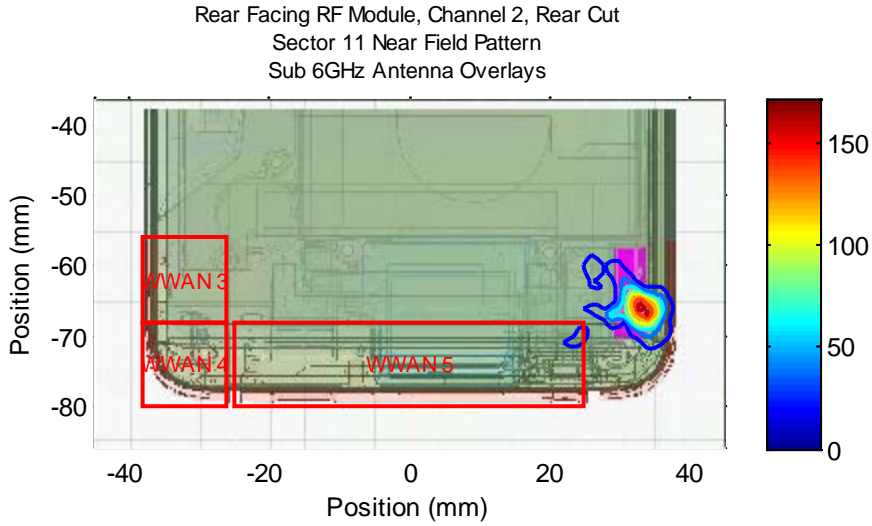 Rear Facing RF Module, Channel 2, Rear Cut
Sector 11 Near Field Pattern
Sub 6GHz Antenna Overlays
Position (mm)
-40
-50
-60
-70
-80
WWAN 3
WWAN 4
WWAN 5
-40
-20
0
20
40
Position (mm)
150
100
50
0